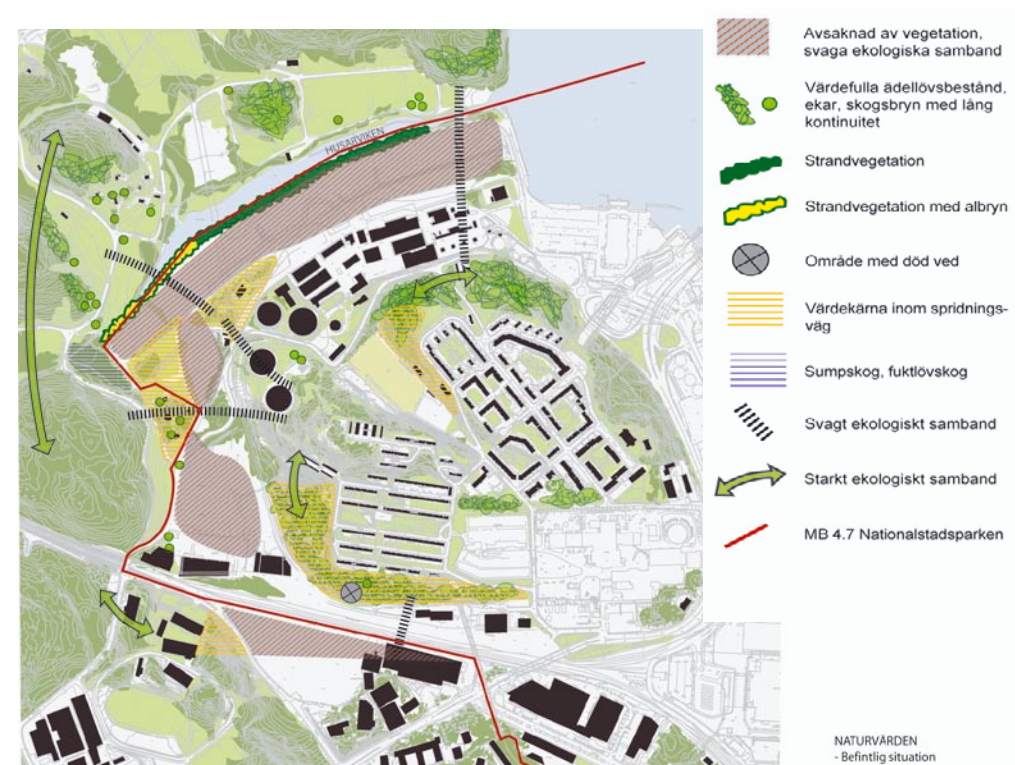 HUSARVIKEN
Avsaknad av vegetation,
svaga ekologiska samband
Värdefulla ädellövsbestånd,
ekar, skogsbryn med lång
kontinuitet
Strandvegetation
Strandvegetation med albryn
Område med död ved
Värdekärna inom spridnings-
väg
Sumpskog, fuktlövskog
Svagt ekologiskt samband
Starkt ekologiskt samband
MB 4.7 Nationalstadsparken
NATURVÄRDEN
- Befintlig situation